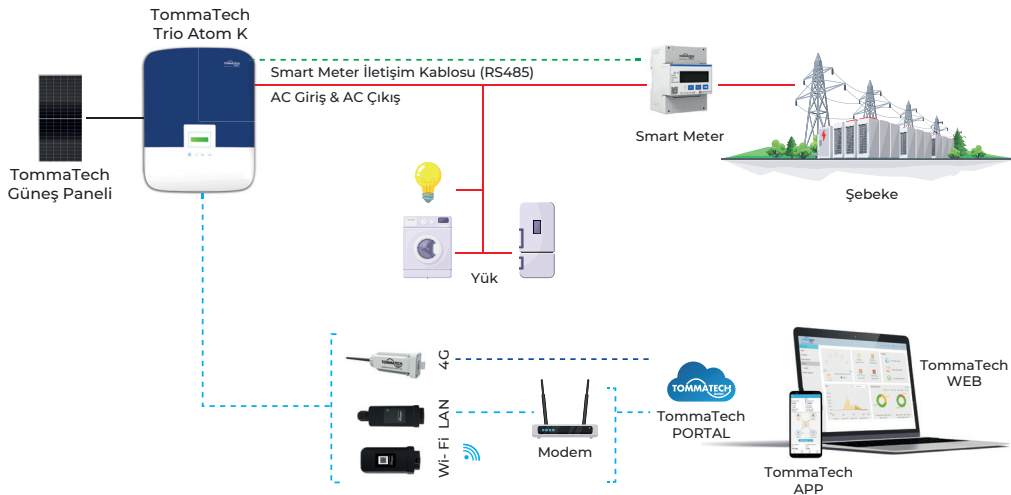 TommaTech
Trio Atom K
Smart Meter İletişim Kablosu (RS485)
AC Giriş & AC Çıkış
Smart Meter
Şebeke
TommaTech
Güneş Paneli
Yük
4G
LAN
Wi- Fi
Modem
TOMMATECH
TommaTech
PORTAL
TommaTech
WEB
TommaTech
APP